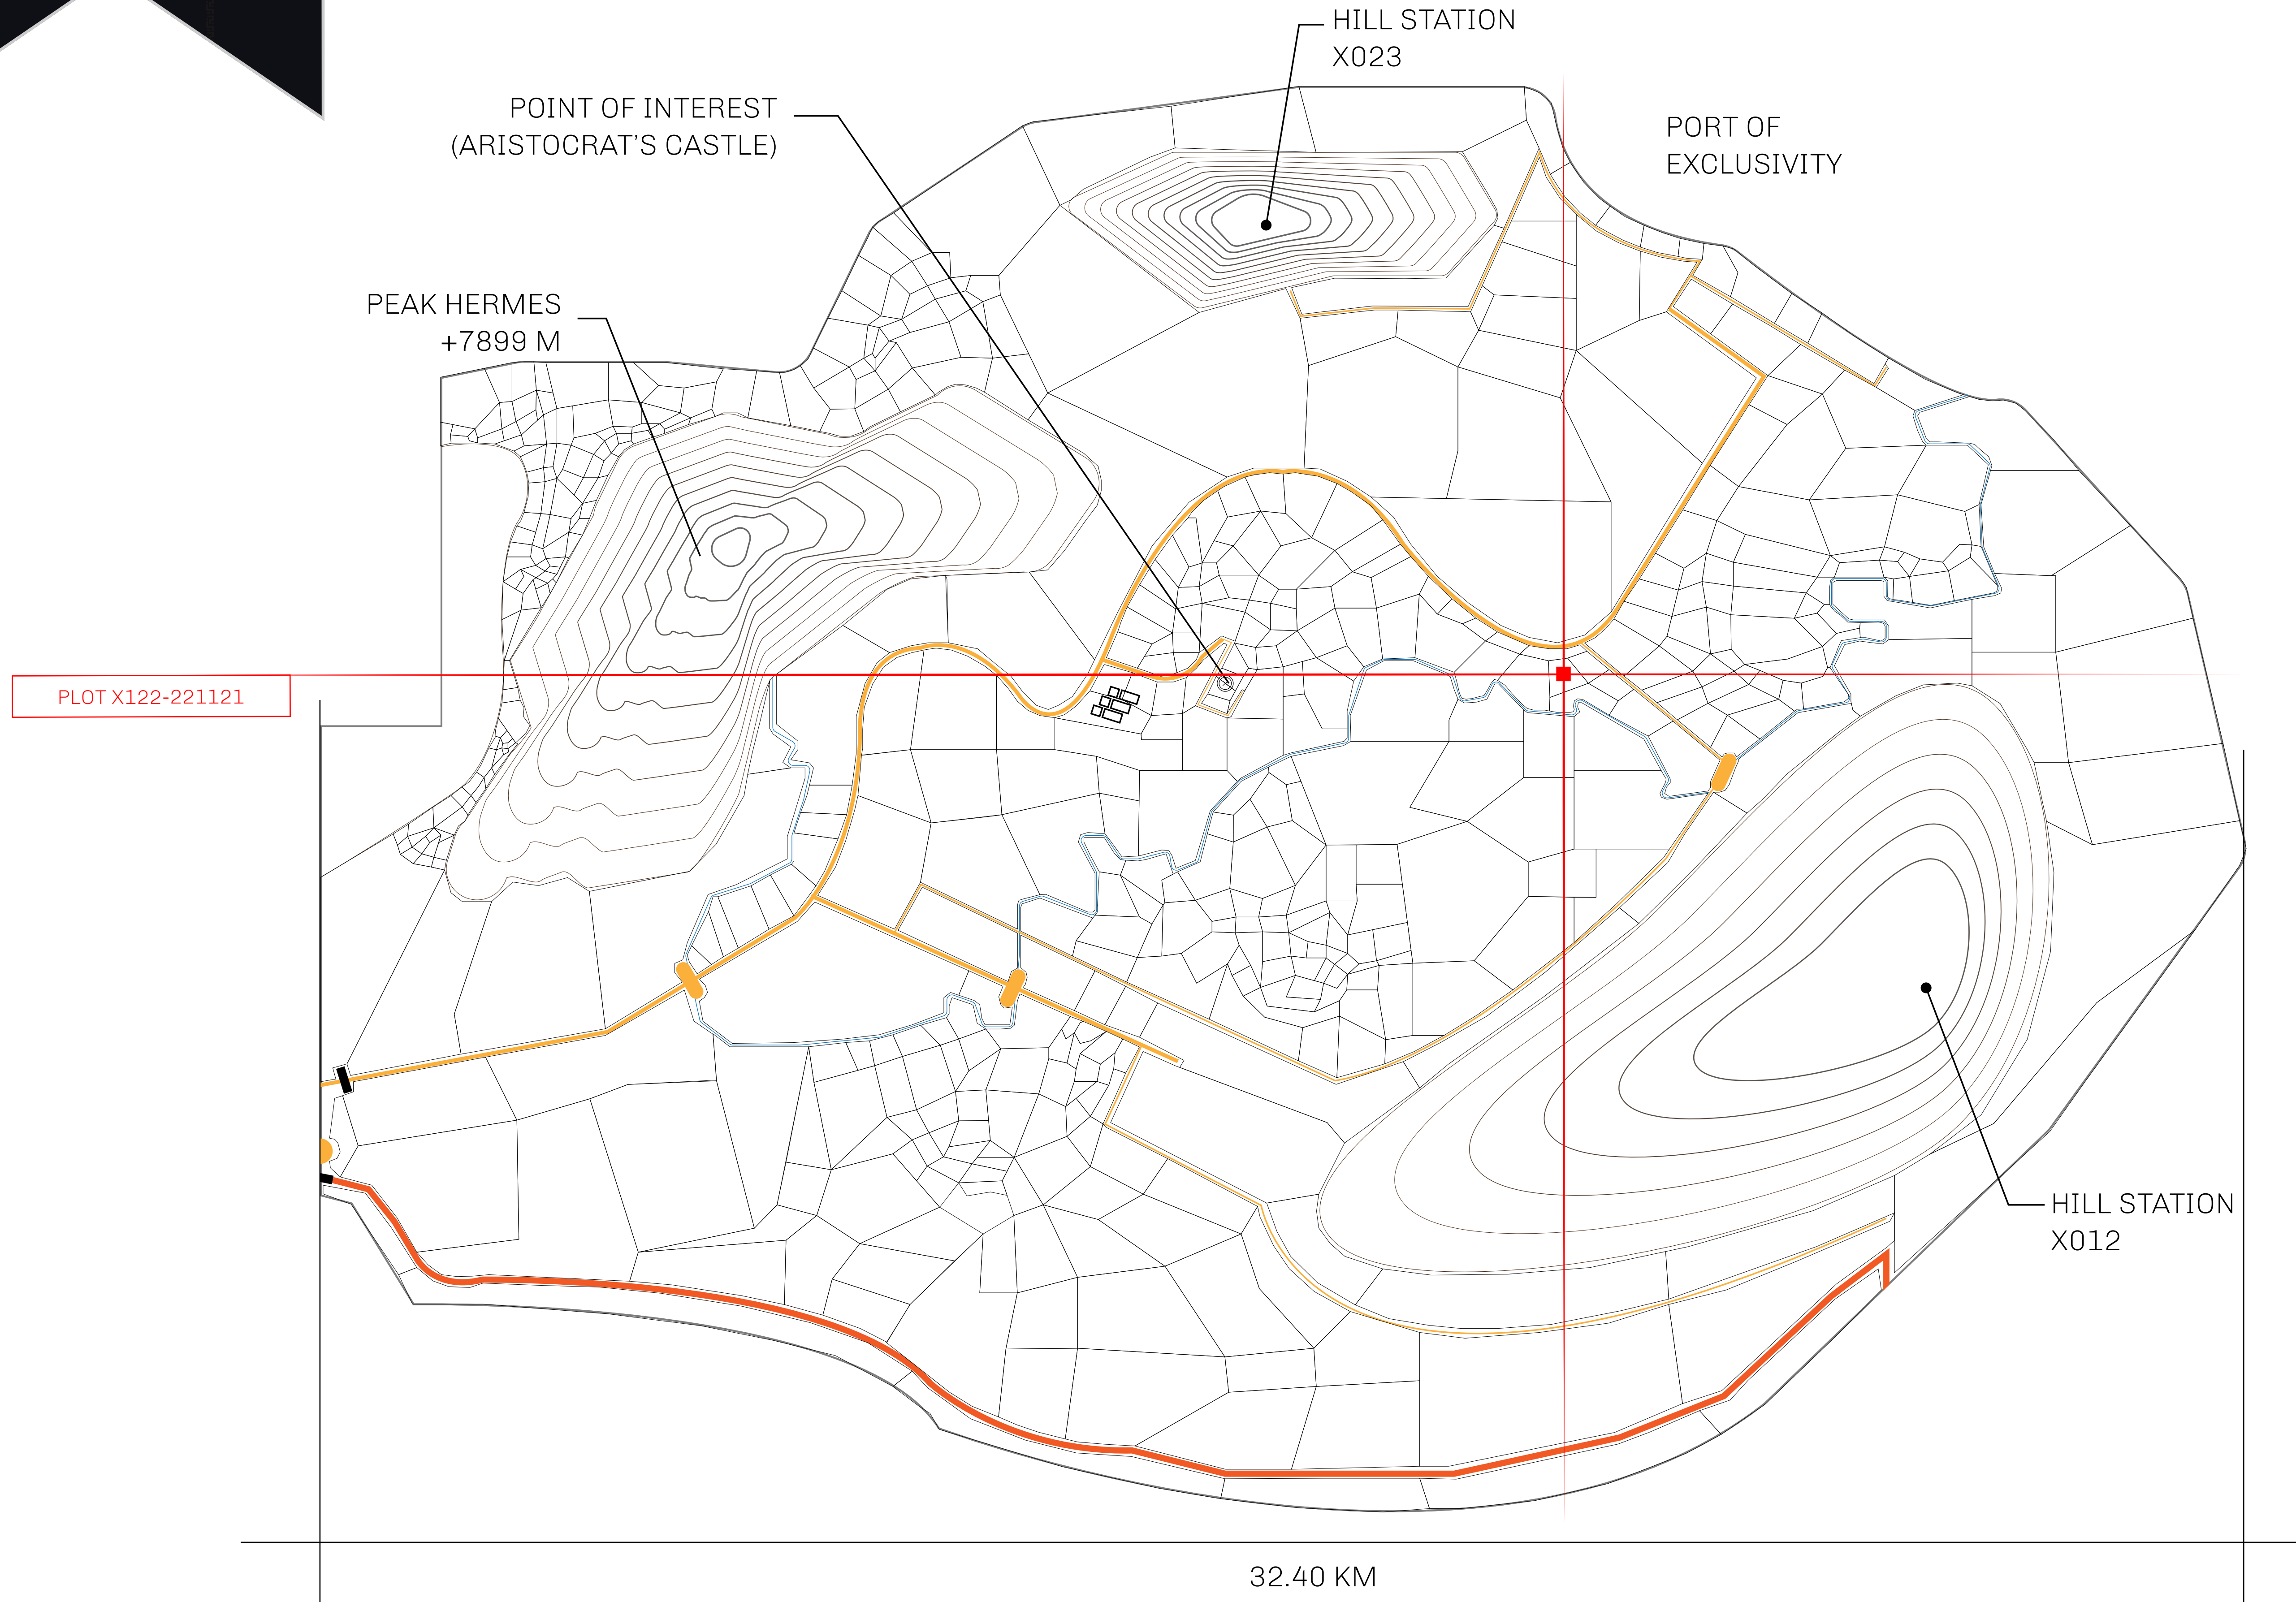 HILL STATION
X023
POINT OF INTEREST
(ARISTOCRAT'S CASTLE)
PORT OF
EXCLUSIVITY
PEAK HERMES
+7899 M
PLOT X122-221121
HILL STATION
X012
32.40 KM